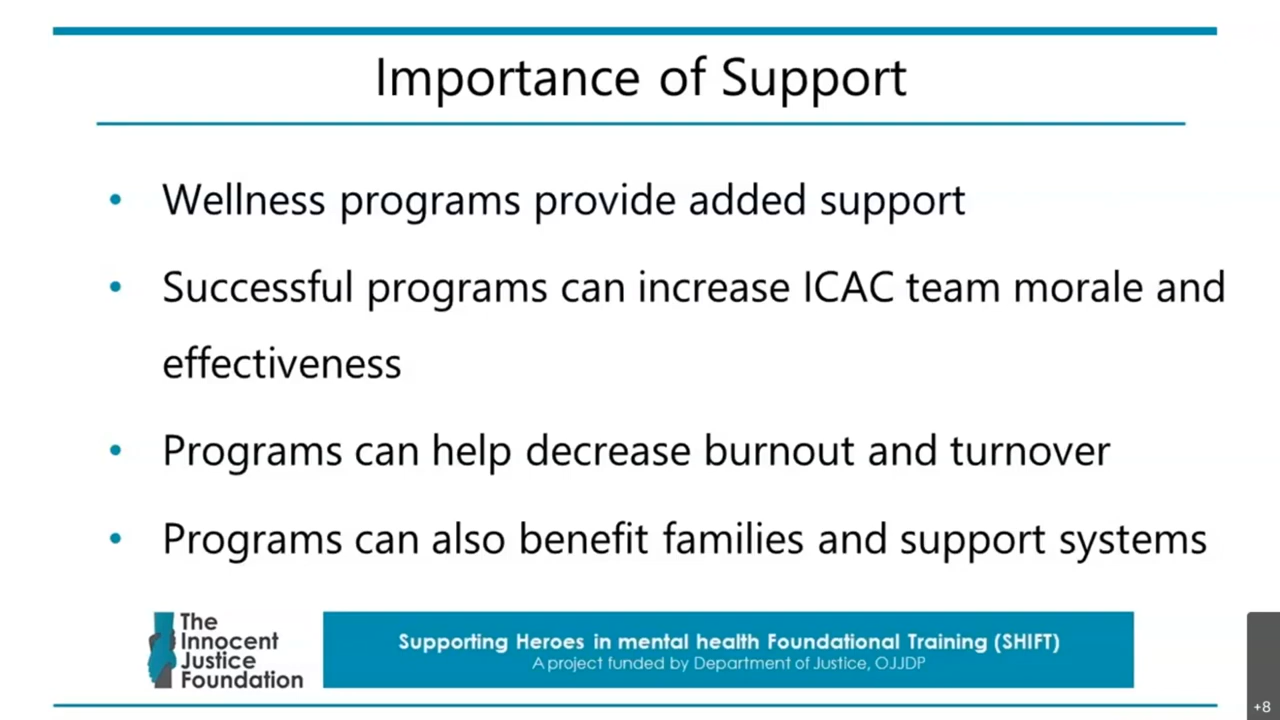 Importance of Support
• Wellness programs provide added support
• Successful programs can increase ICAC team morale and
effectiveness
• Programs can help decrease burnout and turnover
• Programs can also benefit families and support systems
The
Innocent
Justice
Foundation
Supporting Heroes in mental health Foundational Training (SHIFT)
A project funded by Department of Justice, OJJDP
+8